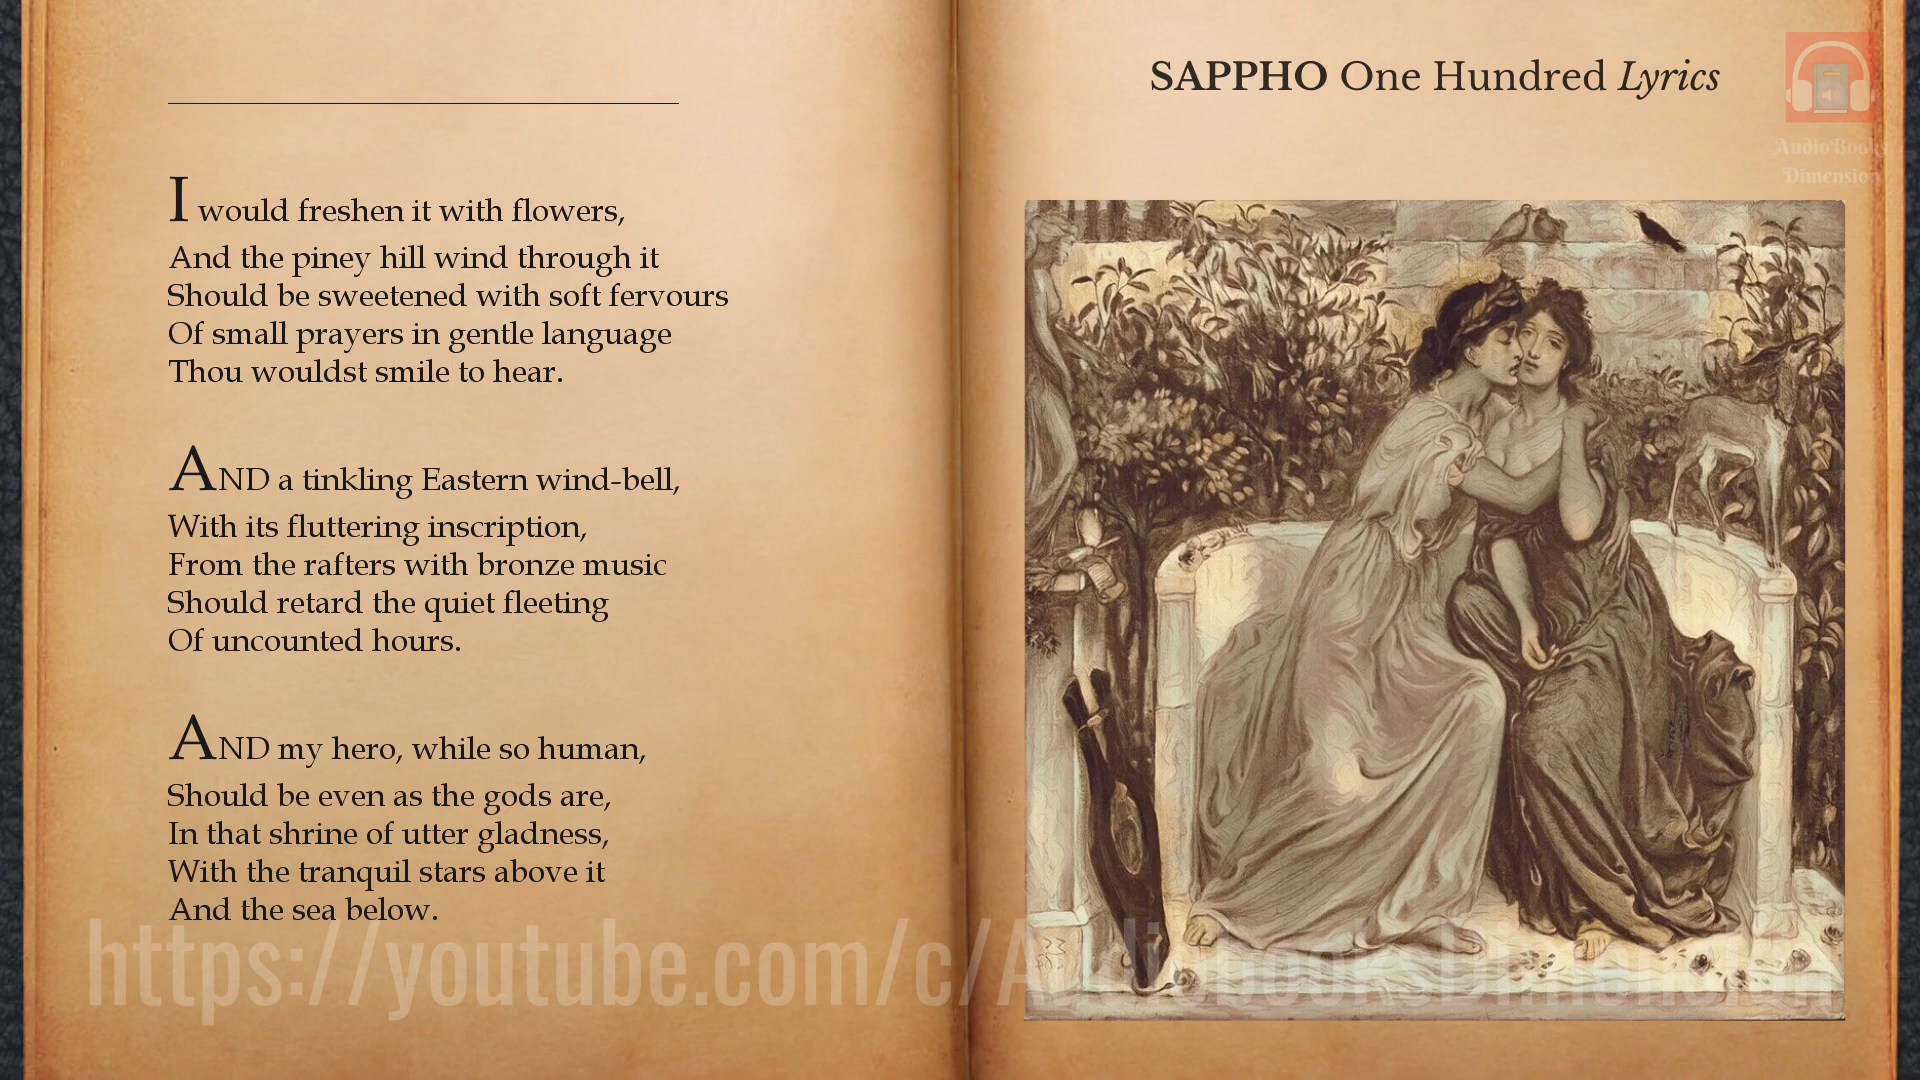 I would freshen it with flowers,
And the piney hill wind through it
Should be sweetened with soft fervours
Of small prayers in gentle language
Thou wouldst smile to hear.
AND a tinkling Eastern wind-bell,
With its fluttering inscription,
From the rafters with bronze music
Should retard the quiet fleeting
Of uncounted hours.
AND my hero, while so human,
Should be even as the gods are,
In that shrine of utter gladness,
With the tranquil stars above it
And the sea below.
SAPPHO One Hundred Lyrics
AudioBooks
Dimension
https://youtube.com/c/AudiobooksDimension